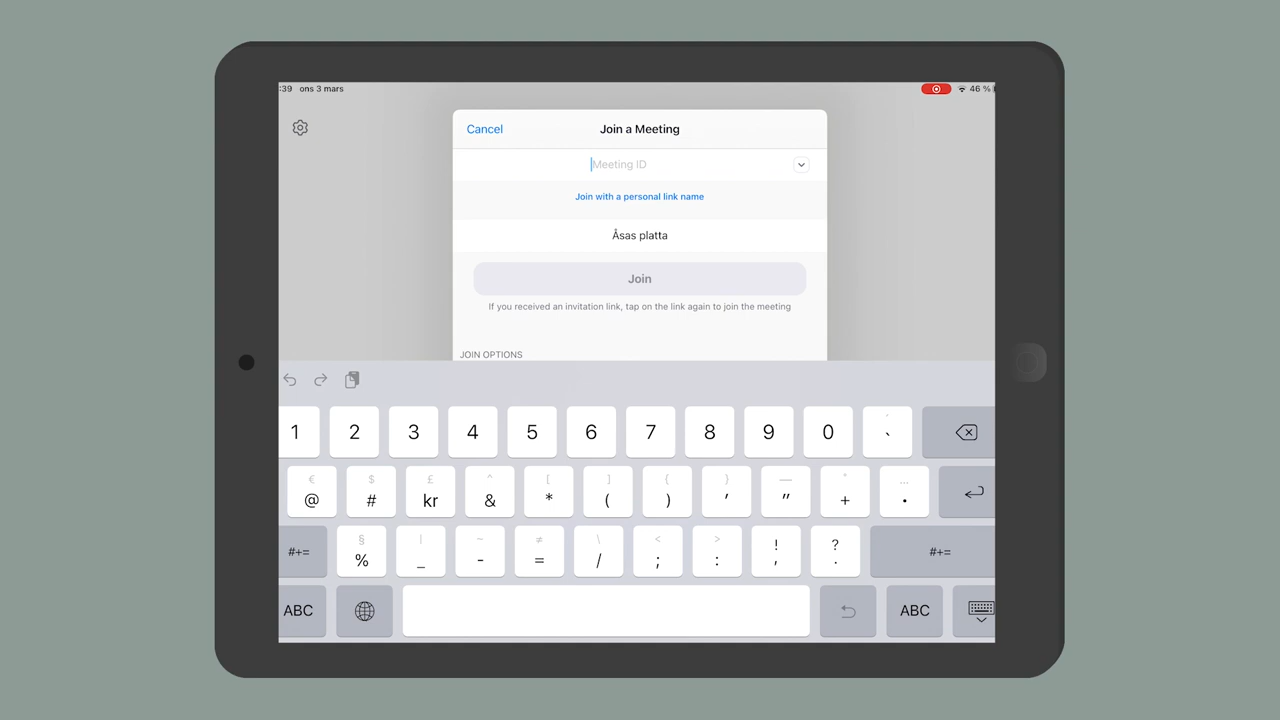 :39 ons 3 mars 46 %
Cancel Join a Meeting
Meeting ID
Join with a personal link name
Åsas platta
Join
If you received an invitation link, tap on the link again to join the meeting
JOIN OPTIONS
1 2 3 4 5 6 7 8 9 0 ` ´
€ $ £ ^ [ ] { } — ° …
@ # kr & * ( ) ' " + •
§ | ~ ≠ \ < > ! ?
#+= % _ - = / ; : , . #+=
ABC ABC